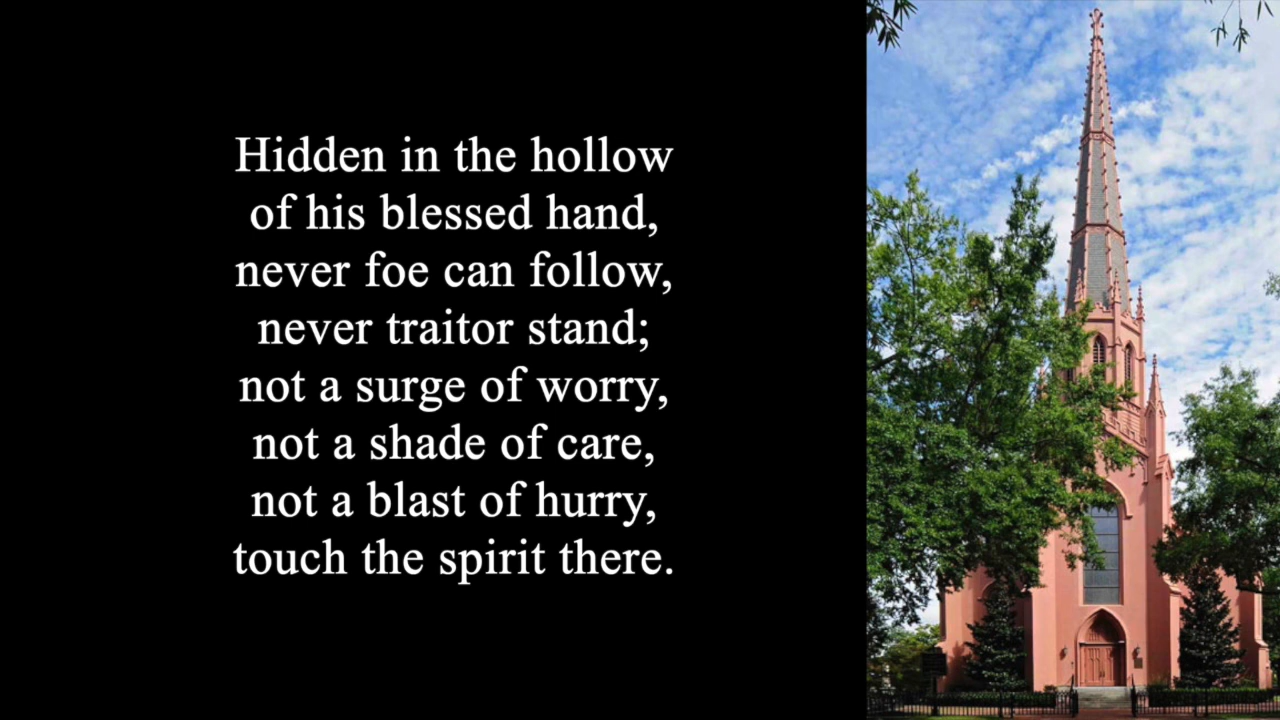 Hidden in the hollow
of his blessed hand,
never foe can follow,
never traitor stand;
not a surge of worry,
not a shade of care,
not a blast of hurry,
touch the spirit there.